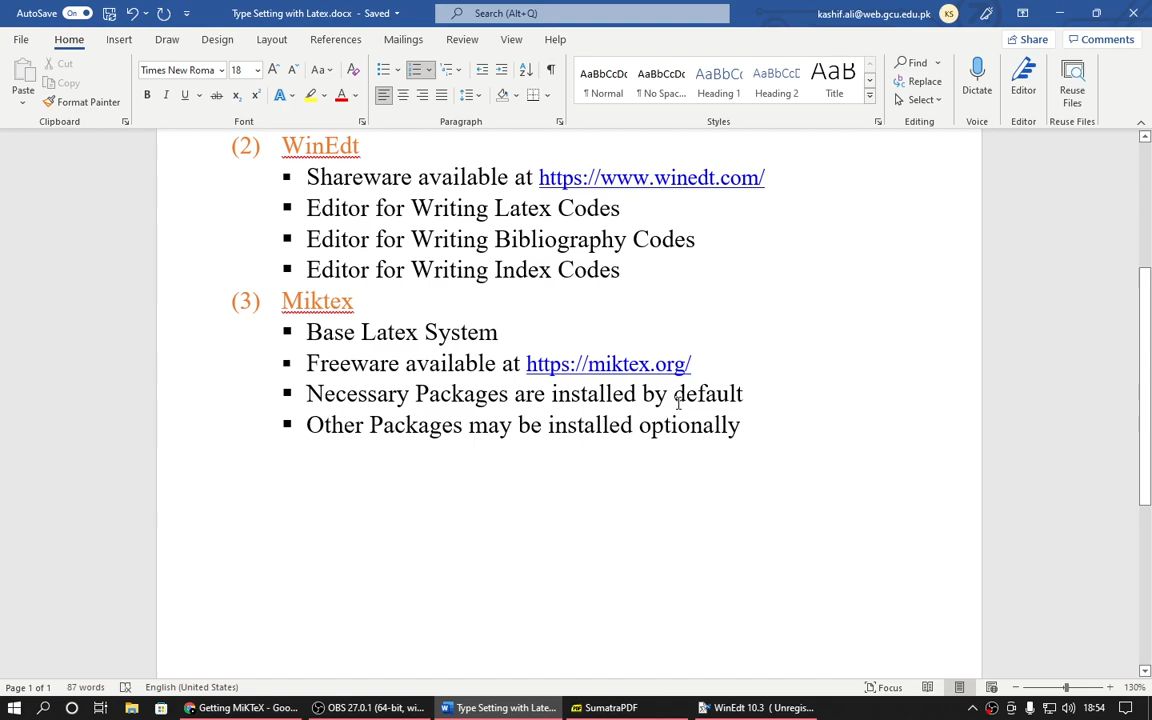 AutoSave On Type Setting with Latex.docx - Saved Search (Alt+Q) kashif.ali@web.gcu.edu.pk KS
File Home Insert Draw Design Layout References Mailings Review View Help Share Comments
Paste Cut Copy Format Painter
Times New Roma 18
AaBbCcDc AaBbCcDc AaBbC( AaBbCcE AaB
¶ Normal ¶ No Spac... Heading 1 Heading 2 Title
Find Replace Select
Dictate Editor Reuse Files
Clipboard Font Paragraph Styles Editing Voice Editor Reuse Files
(2) WinEdt
▪ Shareware available at https://www.winedt.com/
▪ Editor for Writing Latex Codes
▪ Editor for Writing Bibliography Codes
▪ Editor for Writing Index Codes
(3) Miktex
▪ Base Latex System
▪ Freeware available at https://miktex.org/
▪ Necessary Packages are installed by default
▪ Other Packages may be installed optionally
Page 1 of 1 87 words English (United States) Focus 130%
Getting MiKTeX - Goo... OBS 27.0.1 (64-bit, wi... Type Setting with Late... SumatraPDF WinEdt 10.3 ( Unregis... 18:54